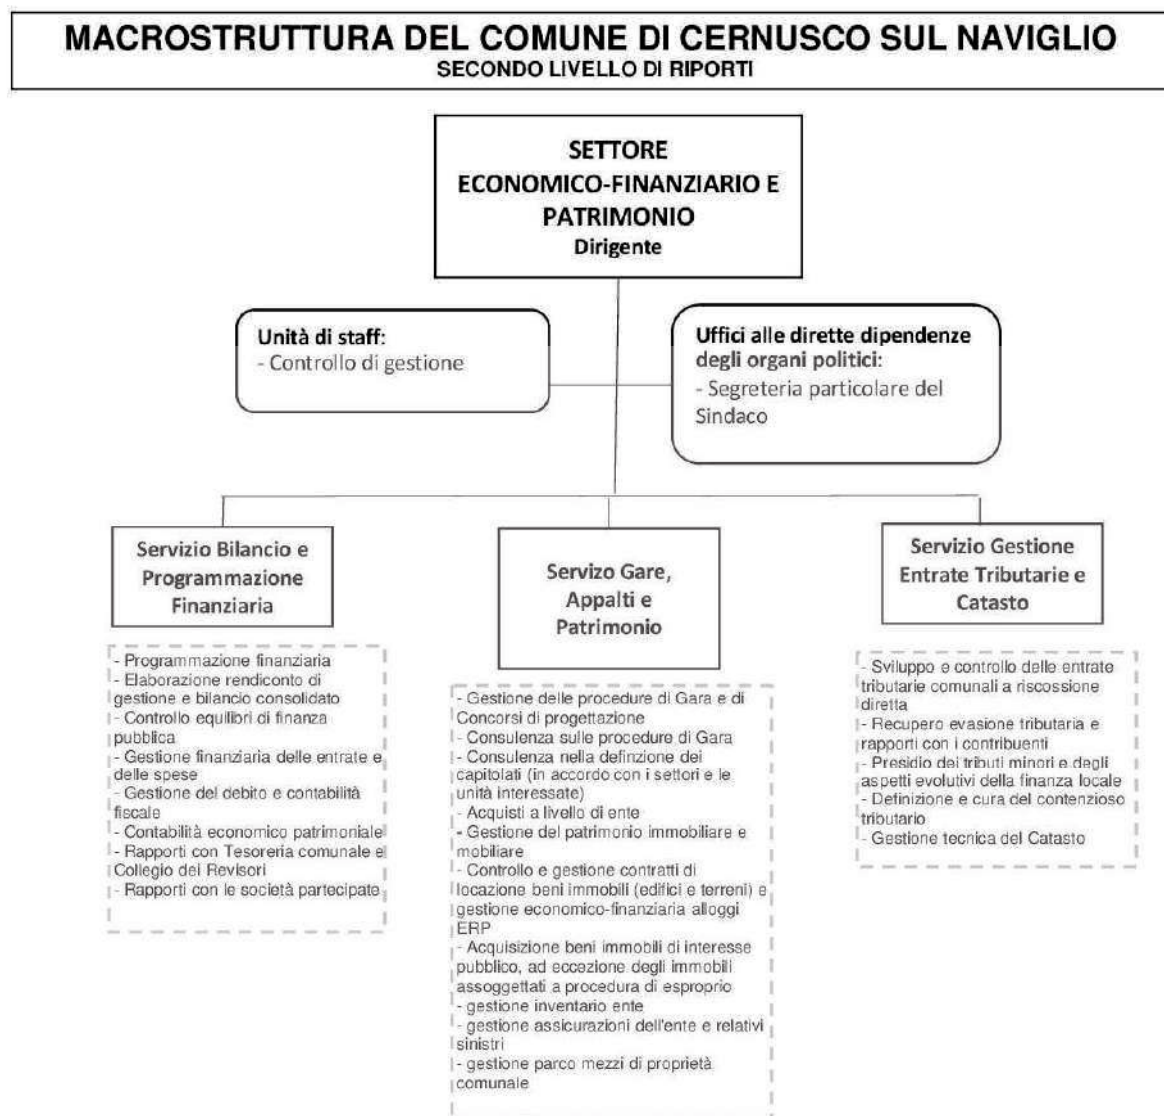 MACROSTRUTTURA DEL COMUNE DI CERNUSCO SUL NAVIGLIO
SECONDO LIVELLO DI RIPORTI
SETTORE
ECONOMICO-FINANZIARIO E
PATRIMONIO
Dirigente
Unità di staff:
- Controllo di gestione
Uffici alle dirette dipendenze
degli organi politici:
- Segreteria particolare del
Sindaco
Servizio Bilancio e
Programmazione
Finanziaria
- Programmazione finanziaria
- Elaborazione rendiconto di
gestione e bilancio consolidato
- Controllo equilibri di finanza
pubblica
- Gestione finanziaria delle entrate e
delle spese
- Gestione del debito e contabilità
fiscale
- Contabilità economico patrimoniale
- Rapporti con Tesoreria comunale e
Collegio dei Revisori
- Rapporti con le società partecipate
Servizo Gare,
Appalti e
Patrimonio
- Gestione delle procedure di Gara e di
Concorsi di progettazione
- Consulenza sulle procedure di Gara
- Consulenza nella definzione dei
capitolati (in accordo con i settori e le
unità interessate)
- Acquisti a livello di ente
- Gestione del patrimonio immobiliare e
mobiliare
- Controllo e gestione contratti di
locazione beni immobili (edifici e terreni) e
gestione economico-finanziaria alloggi
ERP
- Acquisizione beni immobili di interesse
pubblico, ad eccezione degli immobili
assoggettati a procedura di esproprio
- gestione inventario ente
- gestione assicurazioni dell'ente e relativi
sinistri
- gestione parco mezzi di proprietà
comunale
Servizio Gestione
Entrate Tributarie e
Catasto
- Sviluppo e controllo delle entrate
tributarie comunali a riscossione
diretta
- Recupero evasione tributaria e
rapporti con i contribuenti
- Presidio dei tributi minori e degli
aspetti evolutivi della finanza locale
- Definizione e cura del contenzioso
tributario
- Gestione tecnica del Catasto